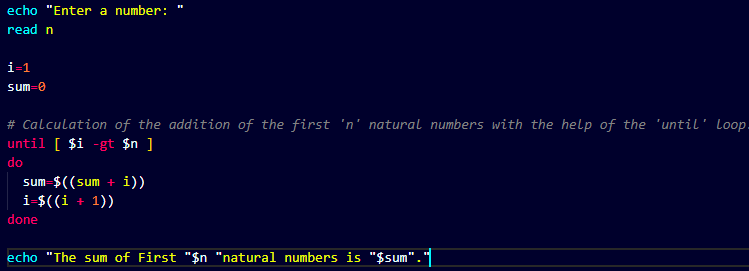 echo "Enter a number: "
read n
i=1
sum=0
# Calculation of the addition of the first 'n' natural numbers with the help of the 'until' loop.
until [ $i -gt $n ]
do
sum=$((sum + i))
i=$((i + 1))
done
echo "The sum of First "$n "natural numbers is "$sum"."